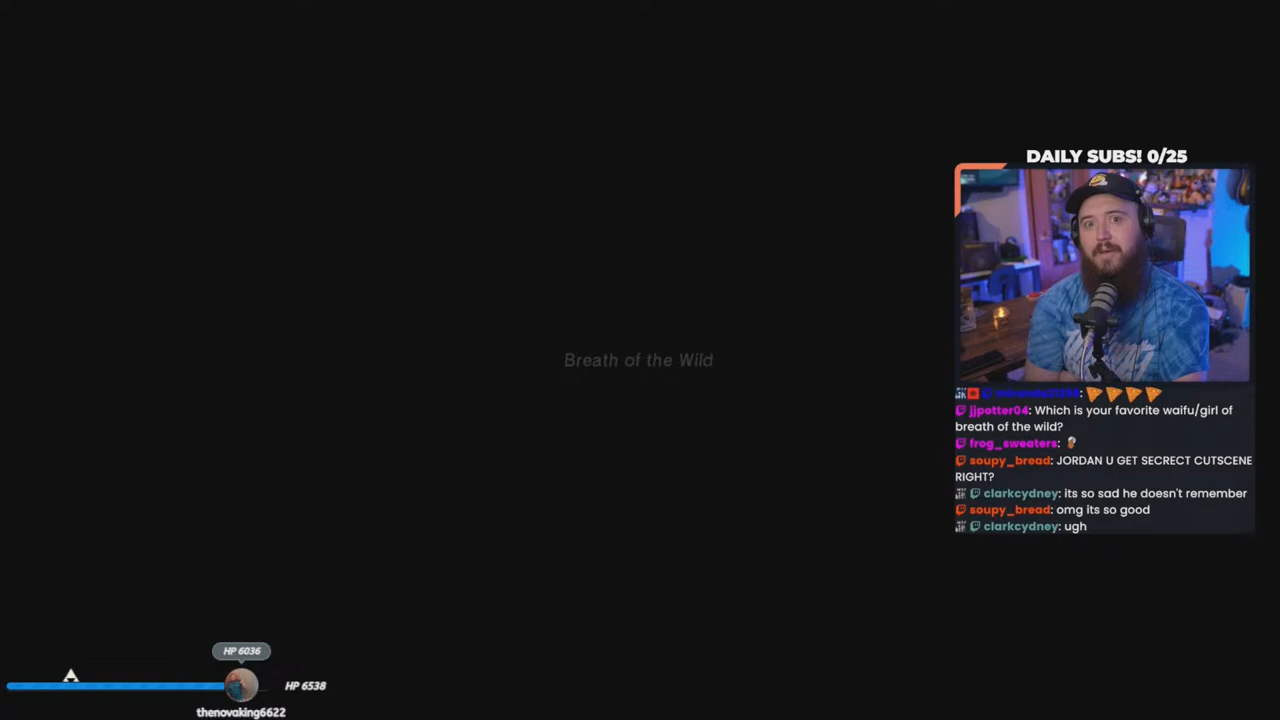 DAILY SUBS! 0/25
Breath of the Wild
jjpotter04: Which is your favorite waifu/girl of
breath of the wild?
frog_sweaters:
soupy_bread: JORDAN U GET SECRECT CUTSCENE
RIGHT?
clarkcydney: its so sad he doesn't remember
soupy_bread: omg its so good
clarkcydney: ugh
HP 6036
HP 6538
thenovaking6622